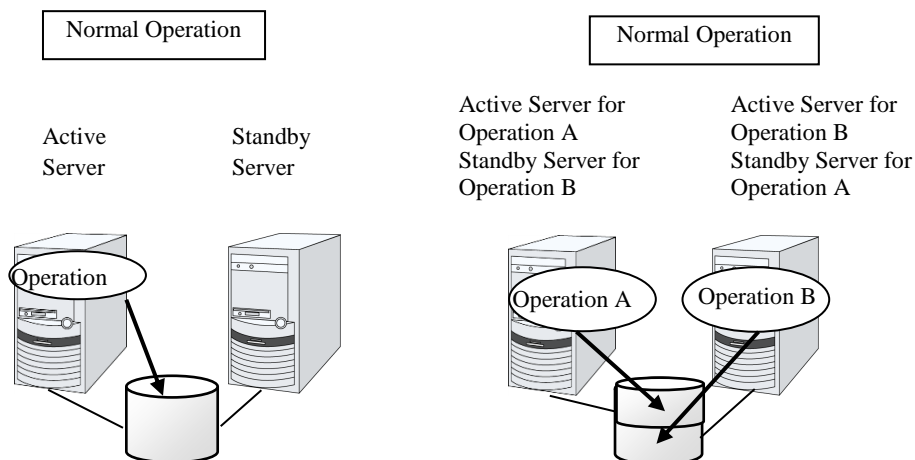 Normal Operation
Active
Server
Standby
Server
Operation
Normal Operation
Active Server for
Operation A
Standby Server for
Operation B
Active Server for
Operation B
Standby Server for
Operation A
Operation A
Operation B